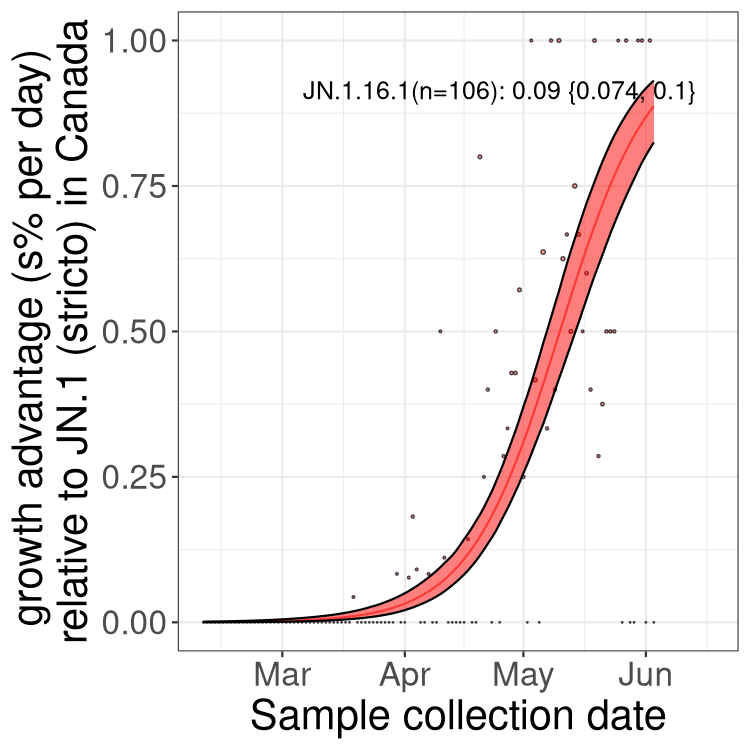 growth advantage (s% per day)
relative to JN.1 (stricto) in Canada
1.00
0.75
0.50
0.25
0.00
JN.1.16.1(n=106): 0.09 {0.074, 0.1}
Mar Apr May Jun
Sample collection date